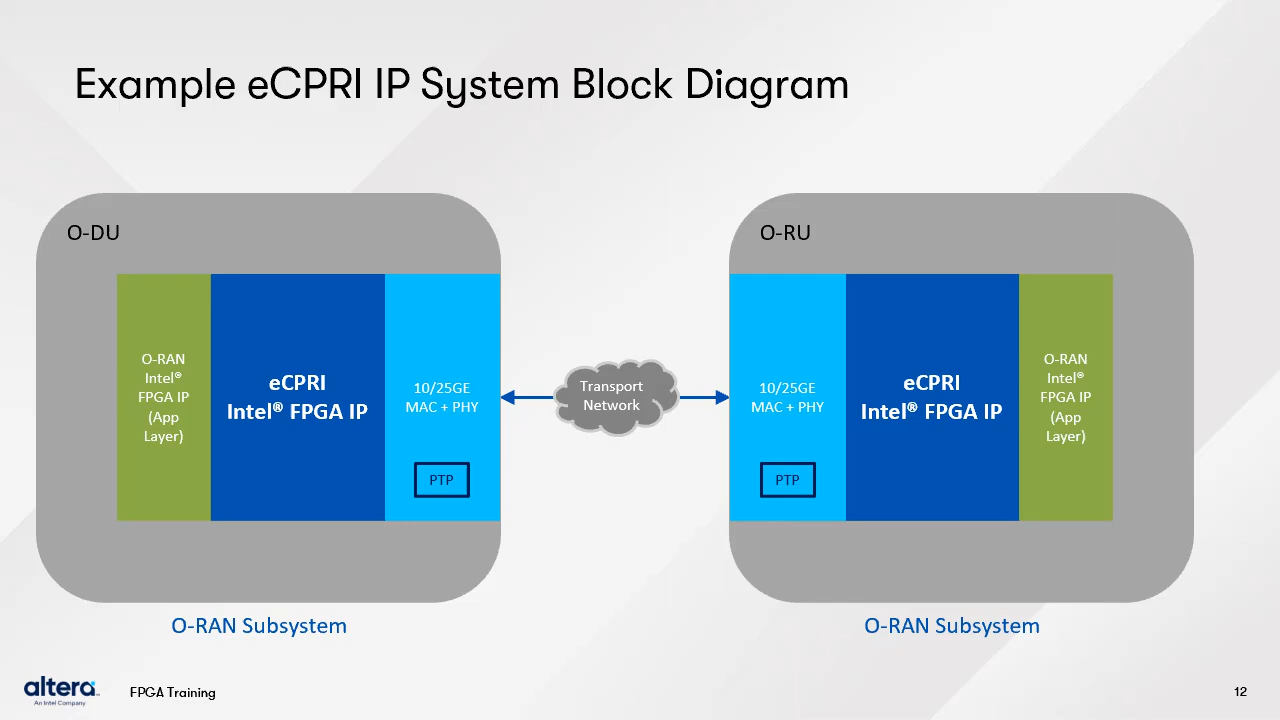 Example eCPRI IP System Block Diagram
O-DU
O-RAN
Intel®
FPGA IP
(App
Layer)
eCPRI
Intel® FPGA IP
10/25GE
MAC + PHY
PTP
O-RAN Subsystem
Transport
Network
O-RU
10/25GE
MAC + PHY
PTP
eCPRI
Intel® FPGA IP
O-RAN
Intel®
FPGA IP
(App
Layer)
O-RAN Subsystem
altera™
An Intel Company
FPGA Training
12